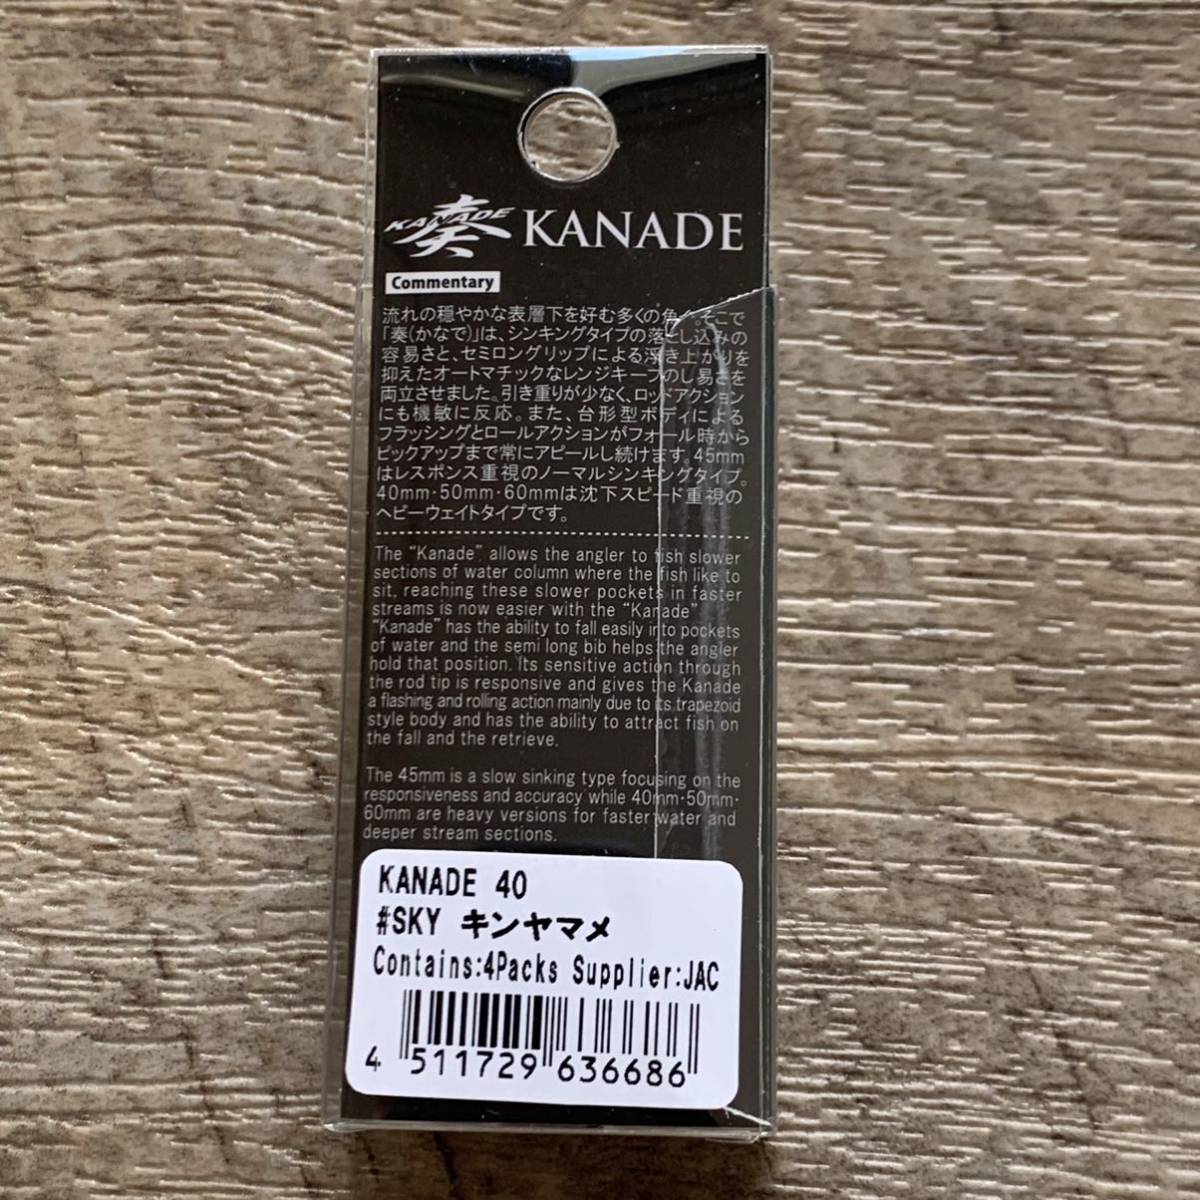 KANADE 奏 KANADE
Commentary
流れの穏やかな表層下を好む多くの魚。そこで
「奏(かなで)」は、シンキングタイプの落とし込みの
容易さと、セミロングリップによる浮き上がりを
抑えたオートマチックなレンジキープのし易さを
両立させました。引き重りが少なく、ロッドアクション
にも機敏に反応。また、台形型ボディによる
フラッシングとロールアクションがフォール時から
ピックアップまで常にアピールし続けます。45mm
はレスポンス重視のノーマルシンキングタイプ。
40mm・50mm・60mmは沈下スピード重視の
ヘビーウェイトタイプです。
The “Kanade” allows the angler to fish slower
sections of water column where the fish like to
sit, reaching these slower pockets in faster
streams is now easier with the “Kanade”
“Kanade” has the ability to fall easily into pockets
of water and the semi long bib helps the angler
hold that position. Its sensitive action through
the rod tip is responsive and gives the Kanade
a flashing and rolling action mainly due to its trapezoid
style body and has the ability to attract fish on
the fall and the retrieve.
The 45mm is a slow sinking type focusing on the
responsiveness and accuracy while 40mm・50mm・
60mm are heavy versions for faster water and
deeper stream sections.
KANADE 40
#SKY キンヤマメ
Contains:4Packs Supplier:JAC
4 511729 636686